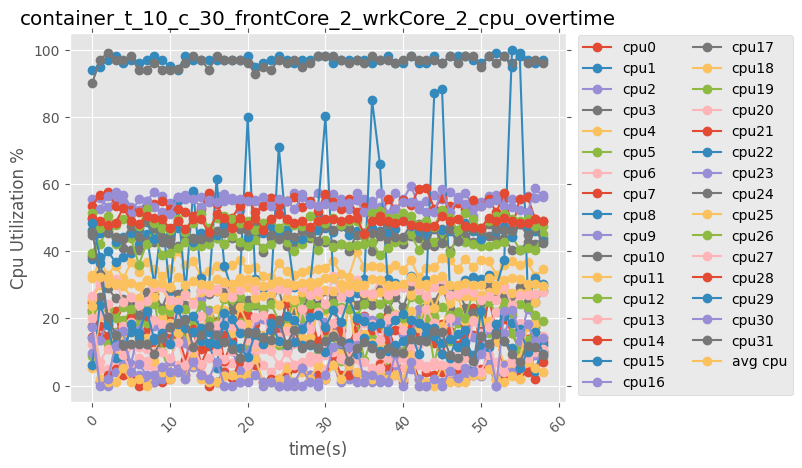 container_t_10_c_30_frontCore_2_wrkCore_2_cpu_overtime
100
80
60
40
20
0
Cpu Utilization %
0
10
20
30
40
50
60
time(s)
cpu0
cpu1
cpu2
cpu3
cpu4
cpu5
cpu6
cpu7
cpu8
cpu9
cpu10
cpu11
cpu12
cpu13
cpu14
cpu15
cpu16
cpu17
cpu18
cpu19
cpu20
cpu21
cpu22
cpu23
cpu24
cpu25
cpu26
cpu27
cpu28
cpu29
cpu30
cpu31
avg cpu